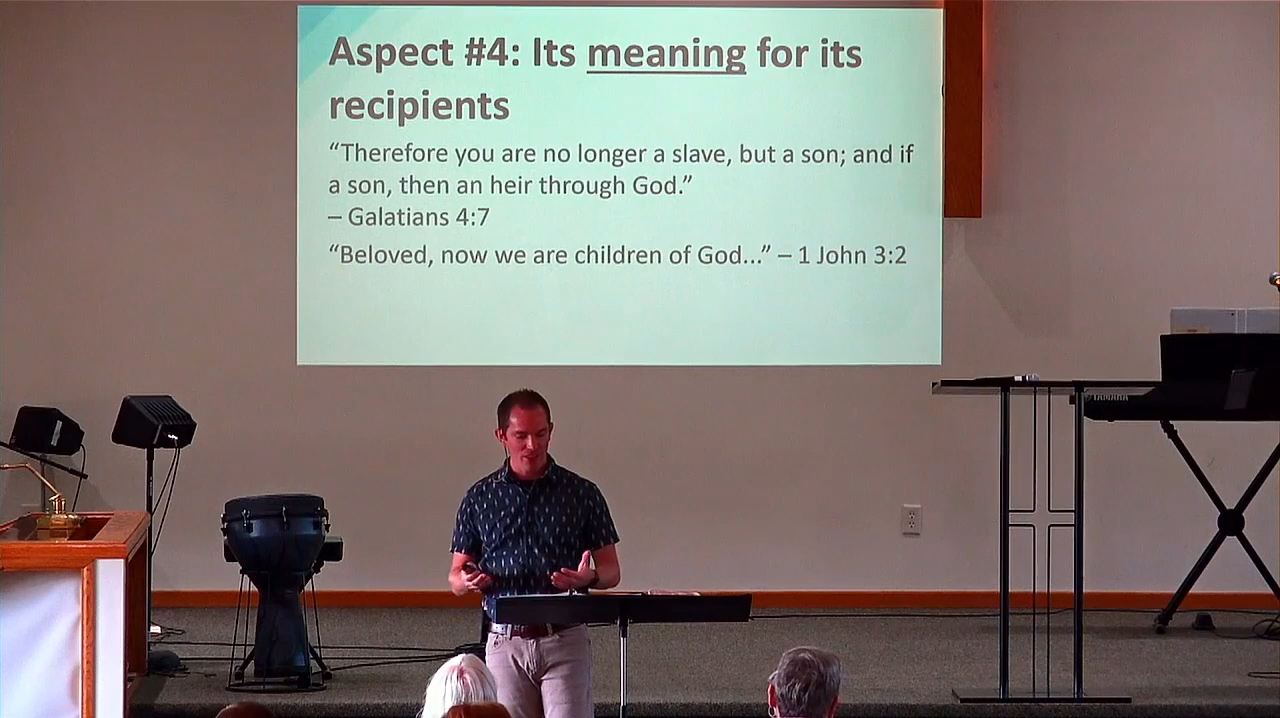 Aspect #4: Its meaning for its
recipients
“Therefore you are no longer a slave, but a son; and if
a son, then an heir through God.”
– Galatians 4:7
“Beloved, now we are children of God...” – 1 John 3:2
YAMAHA